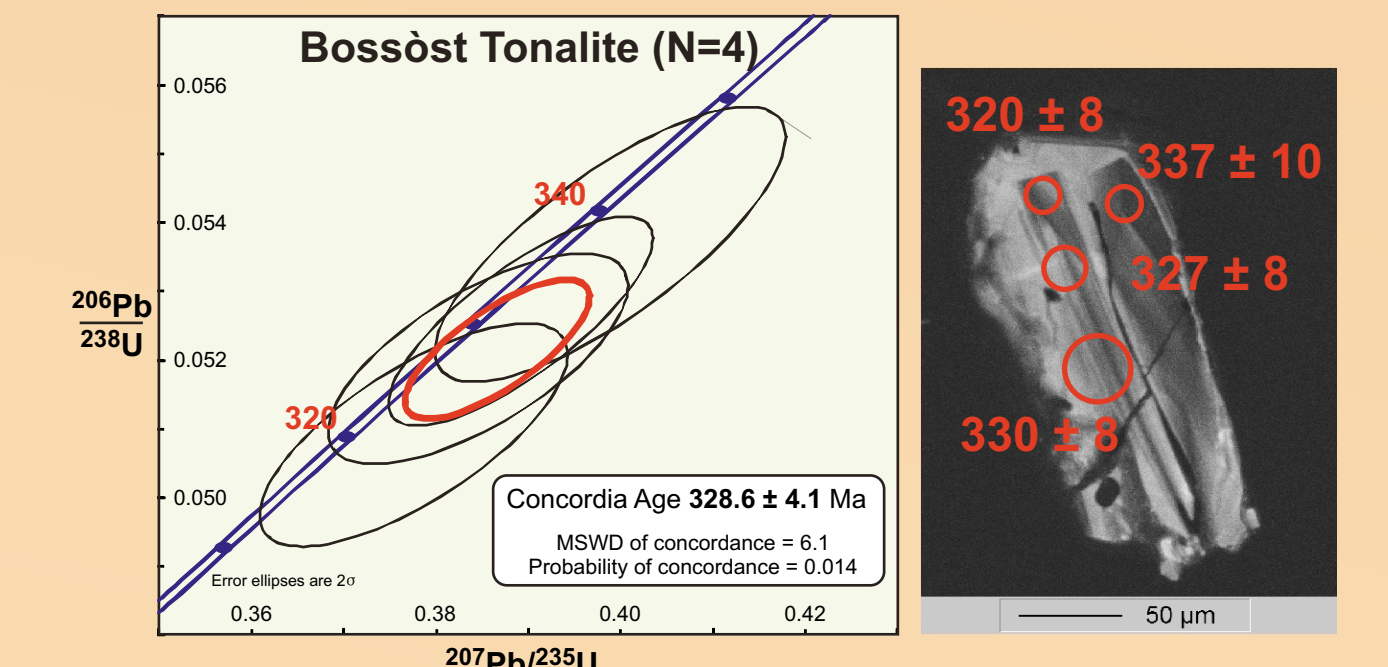 Bossòst Tonalite (N=4)
0.056
0.054
0.052
0.050
206Pb
238U
340
320
Concordia Age 328.6 ± 4.1 Ma
MSWD of concordance = 6.1
Probability of concordance = 0.014
Error ellipses are 2σ
0.36
0.38
0.40
0.42
207Pb/235U
320 ± 8
337 ± 10
327 ± 8
330 ± 8
50 µm